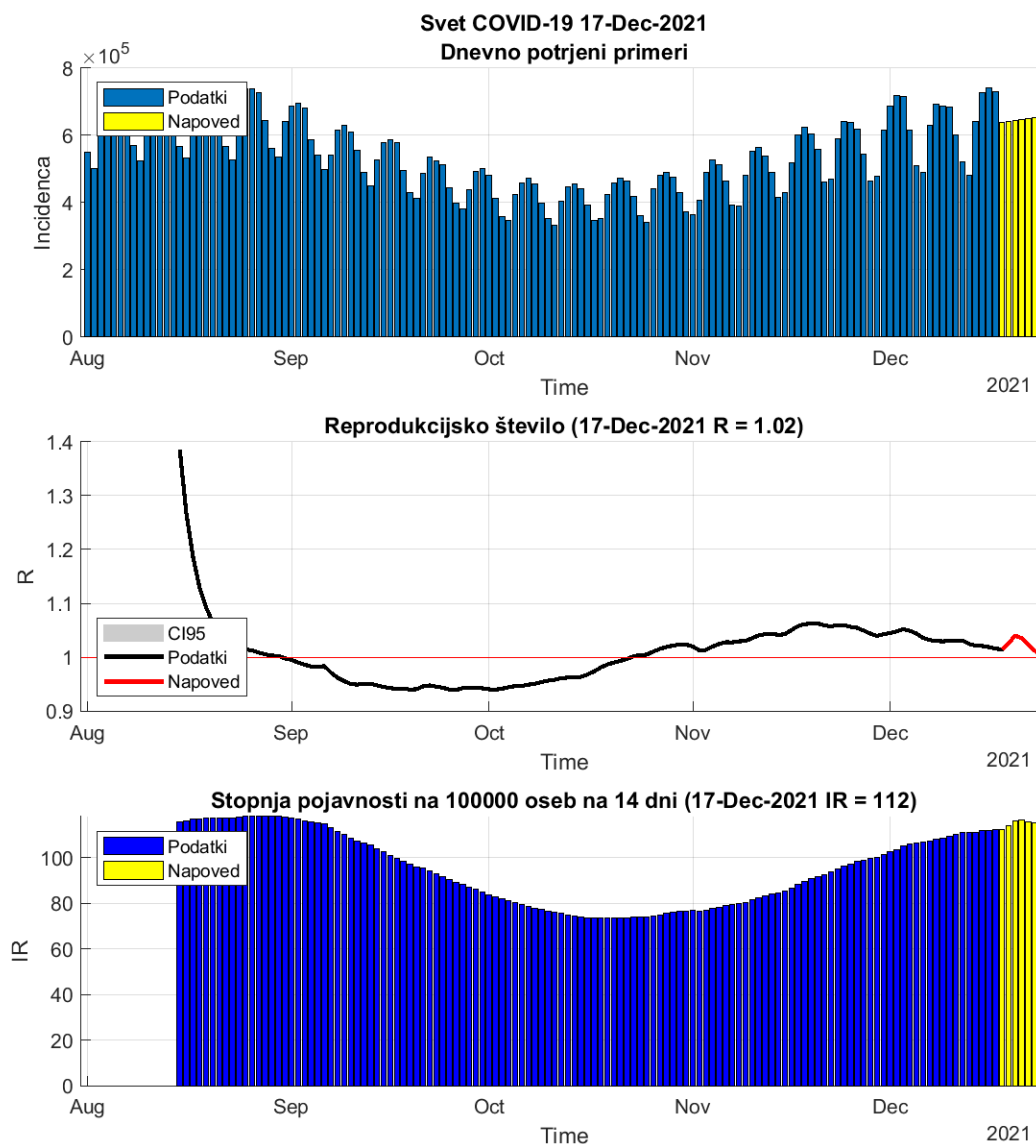 Svet COVID-19 17-Dec-2021
Dnevno potrjeni primeri
×10⁵
8
6
4
2
0
Incidenca
Podatki
Napoved
Aug Sep Oct Nov Dec
Time
2021
Reprodukcijsko število (17-Dec-2021 R = 1.02)
1.4
1.3
1.2
1.1
1
0.9
R
CI95
Podatki
Napoved
Aug Sep Oct Nov Dec
Time
2021
Stopnja pojavnosti na 100000 oseb na 14 dni (17-Dec-2021 IR = 112)
100
80
60
40
20
0
IR
Podatki
Napoved
Aug Sep Oct Nov Dec
Time
2021